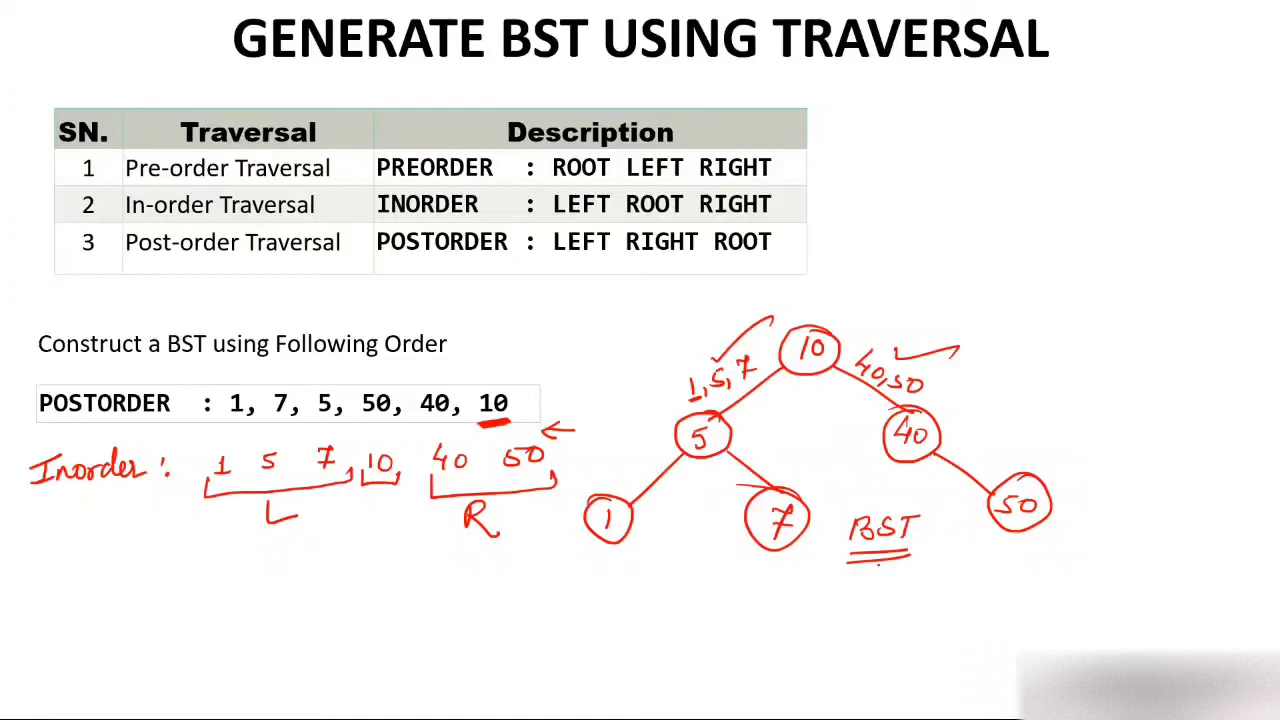 GENERATE BST USING TRAVERSAL
SN. Traversal Description
1 Pre-order Traversal PREORDER : ROOT LEFT RIGHT
2 In-order Traversal INORDER : LEFT ROOT RIGHT
3 Post-order Traversal POSTORDER : LEFT RIGHT ROOT
Construct a BST using Following Order
POSTORDER : 1, 7, 5, 50, 40, 10
Inorder : 1 5 7 10 40 50
L R
10
1, 5, 7 40, 50
5 40
1 7 50
BST